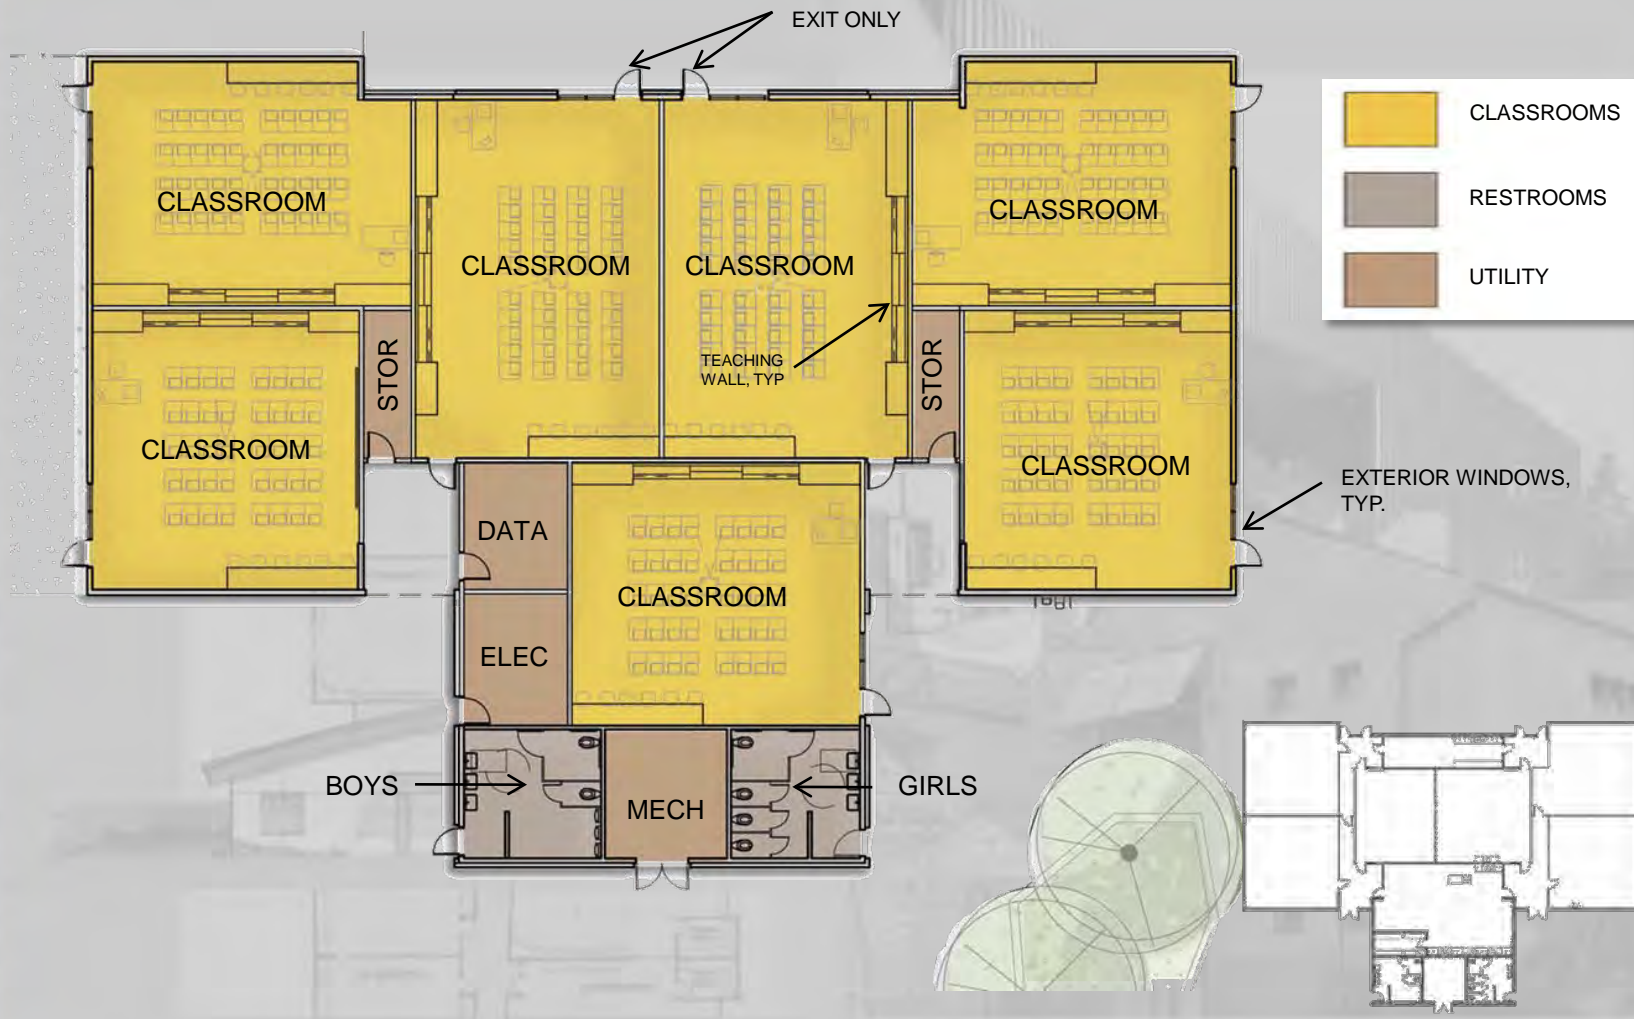 EXIT ONLY
CLASSROOMS
RESTROOMS
UTILITY
CLASSROOM
CLASSROOM
CLASSROOM
CLASSROOM
STOR
TEACHING
WALL, TYP
STOR
CLASSROOM
CLASSROOM
EXTERIOR WINDOWS,
TYP.
DATA
CLASSROOM
ELEC
BOYS
MECH
GIRLS